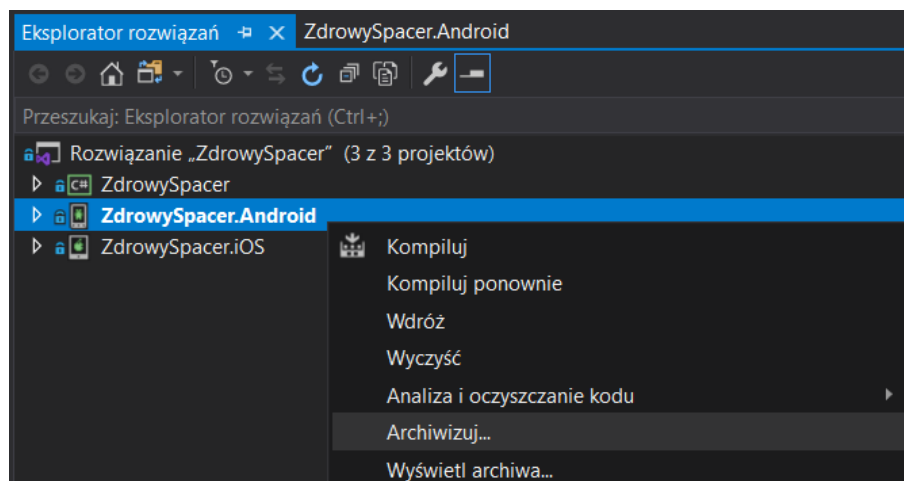 Eksplorator rozwiązań ZdrowySpacer.Android
Przeszukaj: Eksplorator rozwiązań (Ctrl+;)
Rozwiązanie „ZdrowySpacer” (3 z 3 projektów)
C# ZdrowySpacer
ZdrowySpacer.Android
ZdrowySpacer.iOS
Kompiluj
Kompiluj ponownie
Wdróż
Wyczyść
Analiza i oczyszczanie kodu
Archiwizuj...
Wyświetl archiwa...